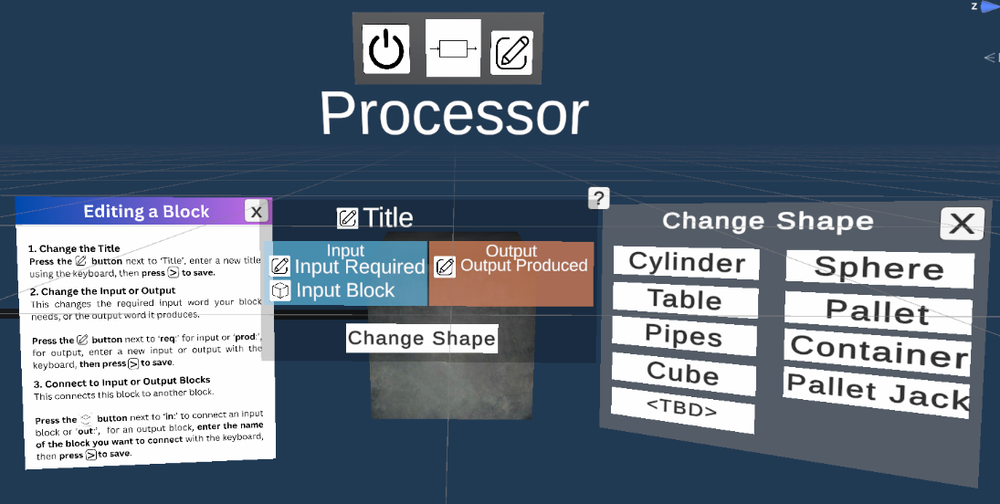 z
Processor
Editing a Block
X
1. Change the Title
Press the button next to 'Title', enter a new title
using the keyboard, then press > to save.
2. Change the Input or Output
This changes the required input word your block
needs, or the output word it produces.
Press the button next to 'req:' for input or 'prod:',
for output, enter a new input or output with the
keyboard, then press > to save.
3. Connect to Input or Output Blocks
This connects this block to another block.
Press the button next to 'in:' to connect an input
block or 'out:', for an output block, enter the name
of the block you want to connect with the keyboard,
then press > to save.
?
Title
Input
Input Required
Input Block
Output
Output Produced
Change Shape
Change Shape
X
Cylinder
Table
Pipes
Cube
<TBD>
Sphere
Pallet
Container
Pallet Jack